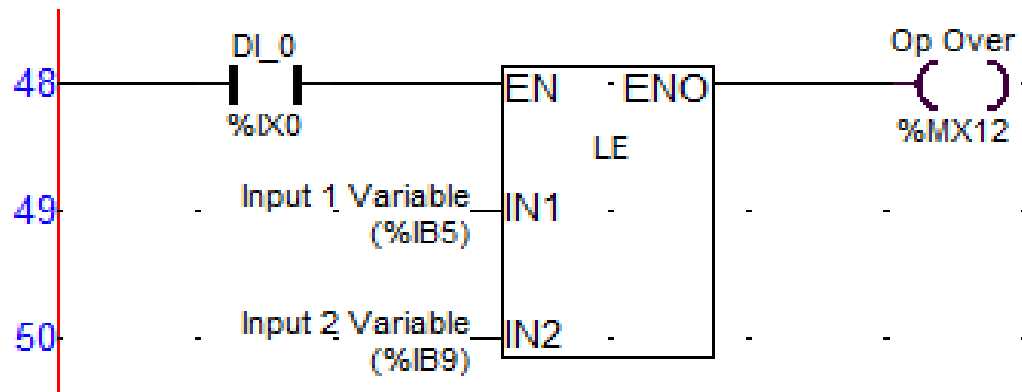 DI_0
Op Over
48
EN
ENO
%IX0
%MX12
LE
49
Input 1 Variable
(%IB5)
IN1
50
Input 2 Variable
(%IB9)
IN2